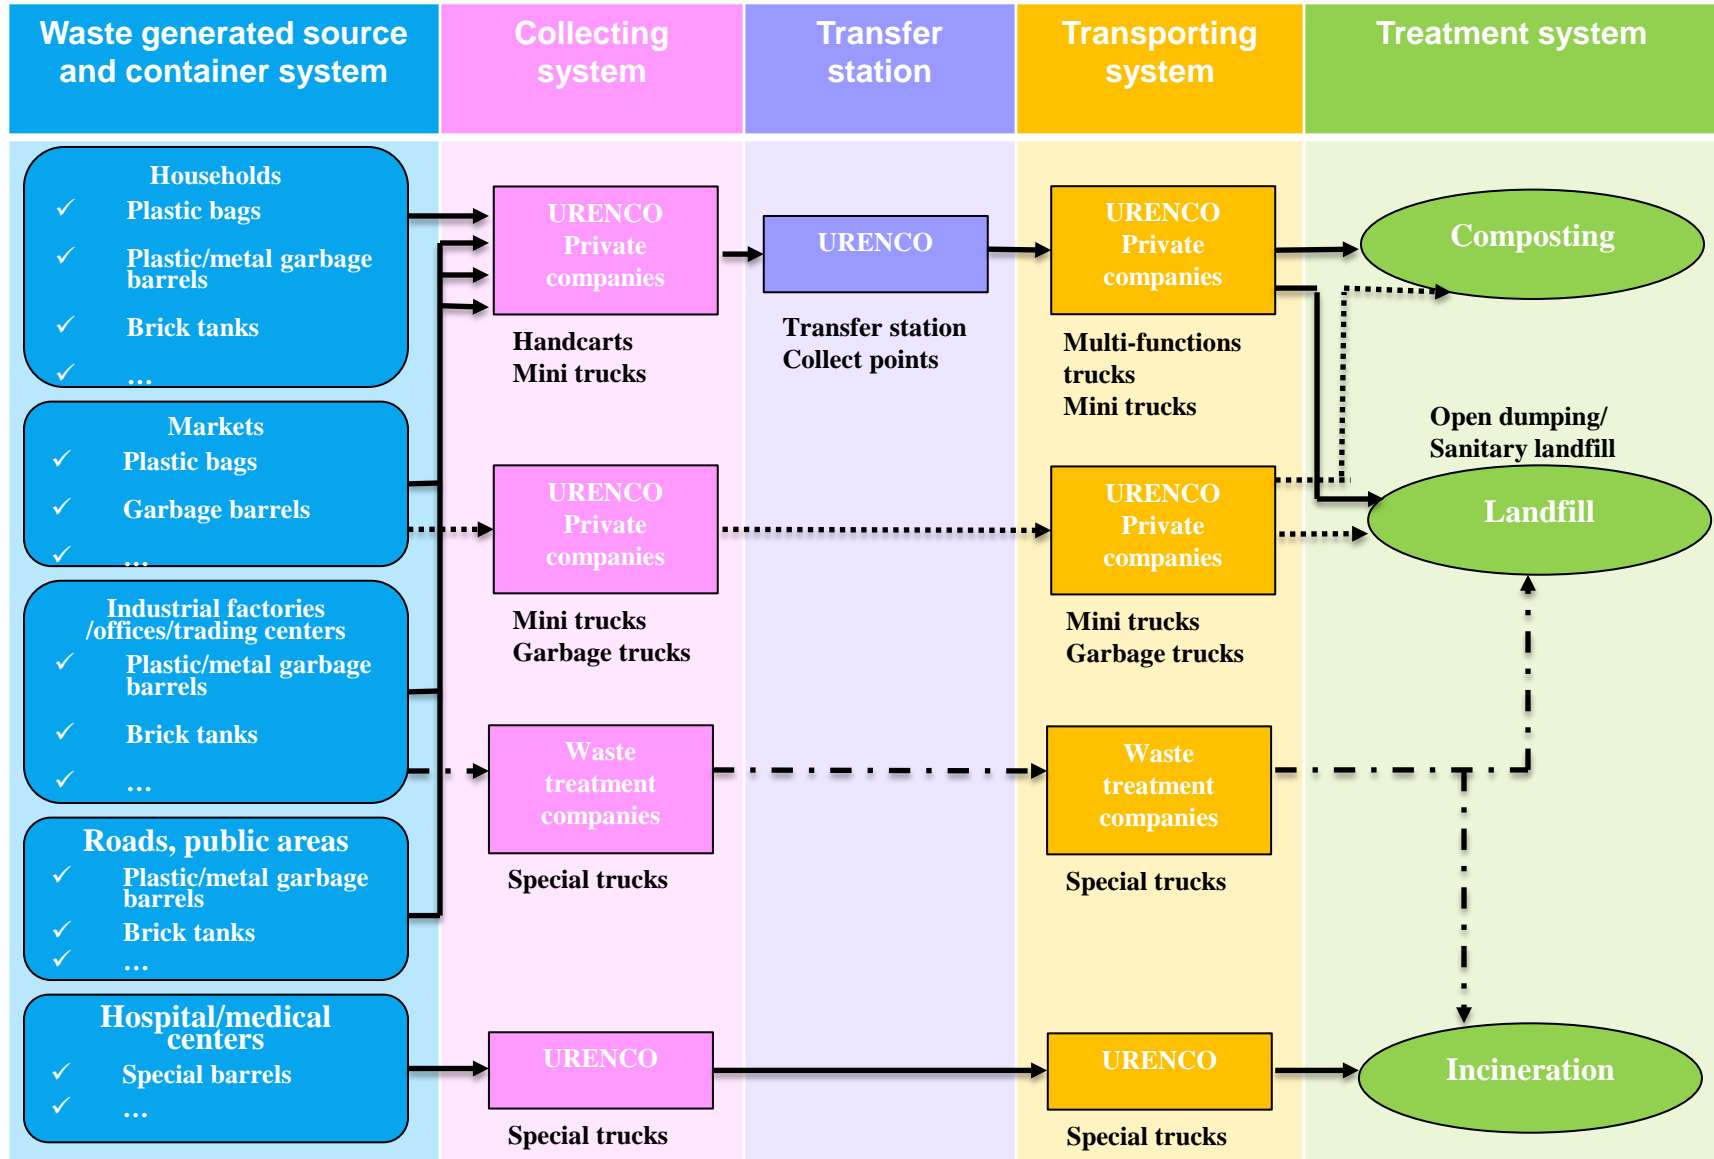 Waste generated source
and container system
Collecting
system
Transfer
station
Transporting
system
Treatment system
Households
✓ Plastic bags
✓ Plastic/metal garbage
barrels
✓ Brick tanks
✓ …
Markets
✓ Plastic bags
✓ Garbage barrels
✓ …
Industrial factories
/offices/trading centers
✓ Plastic/metal garbage
barrels
✓ Brick tanks
✓ …
Roads, public areas
✓ Plastic/metal garbage
barrels
✓ Brick tanks
✓ …
Hospital/medical
centers
✓ Special barrels
✓ …
URENCO
Private
companies
Handcarts
Mini trucks
URENCO
Private
companies
Mini trucks
Garbage trucks
Waste
treatment
companies
Special trucks
URENCO
Special trucks
URENCO
Transfer station
Collect points
URENCO
Private
companies
Multi-functions
trucks
Mini trucks
URENCO
Private
companies
Mini trucks
Garbage trucks
Waste
treatment
companies
Special trucks
URENCO
Special trucks
Composting
Open dumping/
Sanitary landfill
Landfill
Incineration